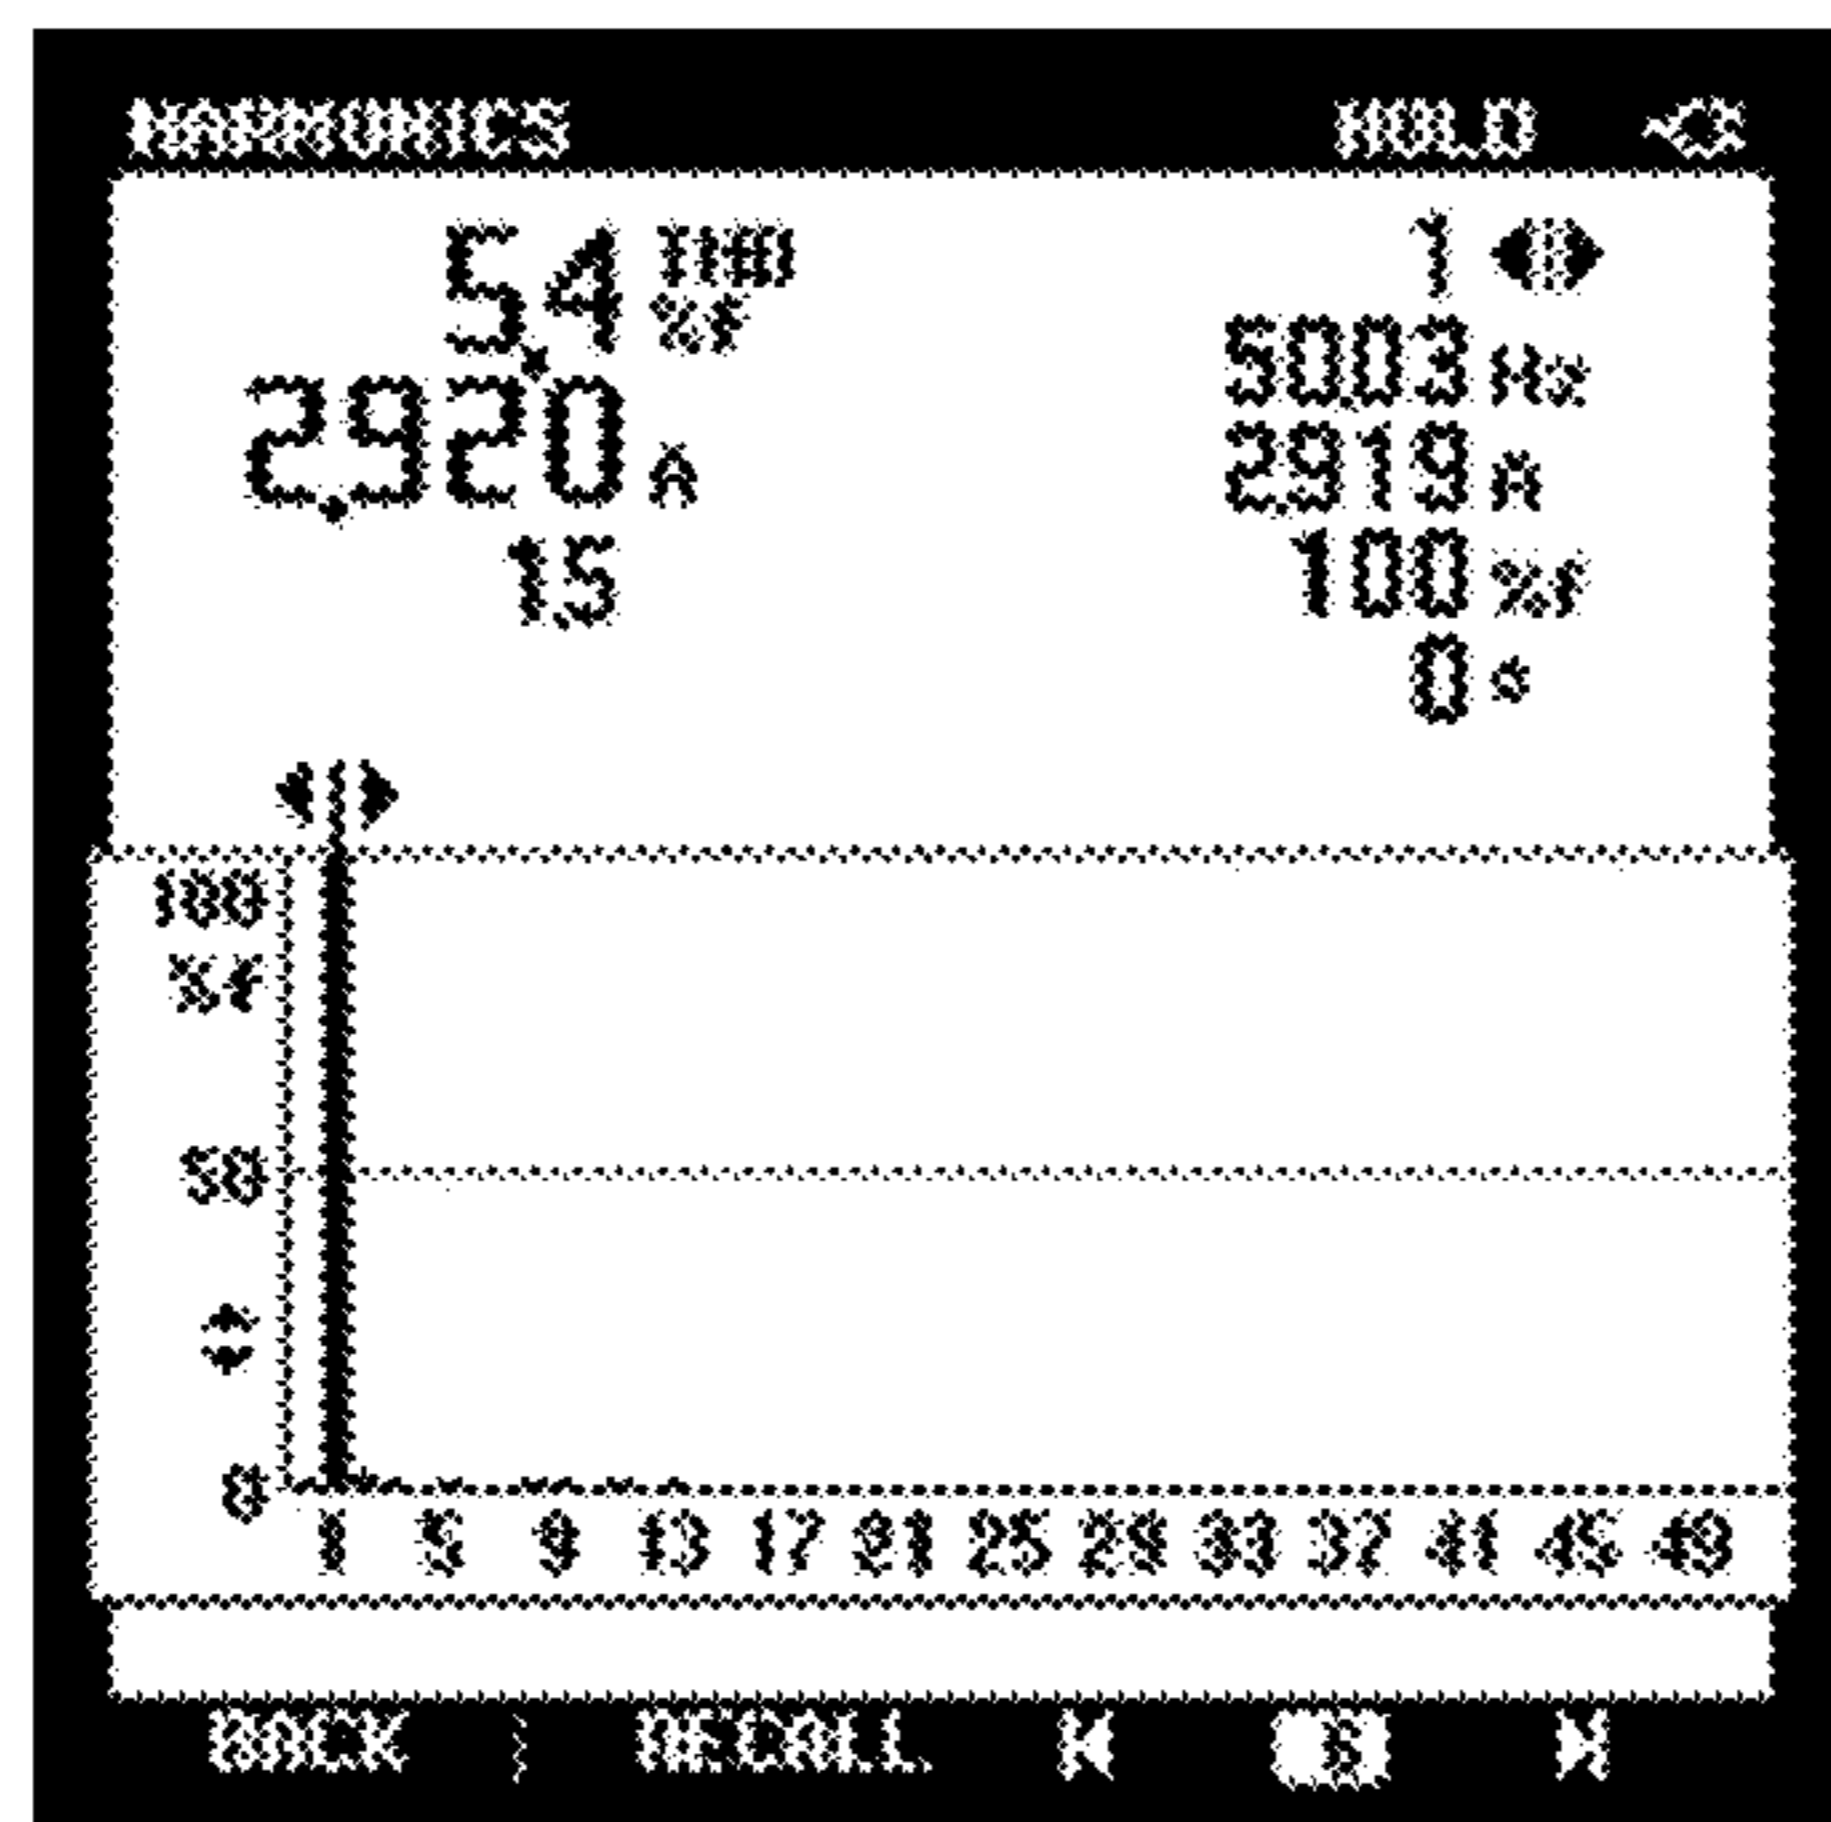 HARMONICS HOLD
5.4 THD %f
2.920 A
1.5
1
50.03 Hz
2.919 A
100 %f
0 °
100
%f
50
0
1 5 9 13 17 21 25 29 33 37 41 45 49
BACK RECALL